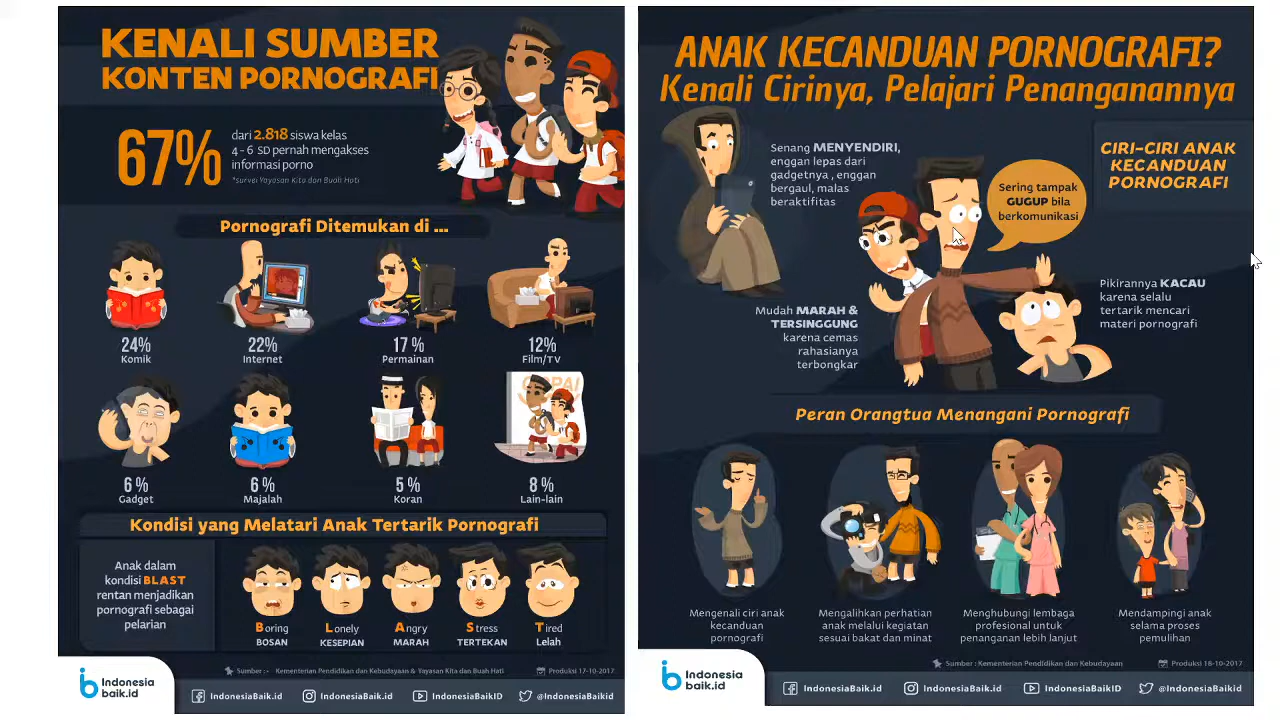 KENALI SUMBER
KONTEN PORNOGRAFI
67%
dari 2.818 siswa kelas
4 - 6 SD pernah mengakses
informasi porno
*survei Yayasan Kita dan Buah Hati
Pornografi Ditemukan di ...
24%
Komik
22%
Internet
17 %
Permainan
12%
Film/TV
6 %
Gadget
6 %
Majalah
5 %
Koran
8 %
Lain-lain
Kondisi yang Melatari Anak Tertarik Pornografi
Anak dalam
kondisi BLAST
rentan menjadikan
pornografi sebagai
pelarian
Boring
BOSAN
Lonely
KESEPIAN
Angry
MARAH
Stress
TERTEKAN
Tired
Lelah
Sumber : - Kementerian Pendidikan dan Kebudayaan & Yayasan Kita dan Buah Hati
Produksi 17-10-2017
Indonesia
baik.id
IndonesiaBaik.id
IndonesiaBaik.id
IndonesiaBaikID
@IndonesiaBaikid
ANAK KECANDUAN PORNOGRAFI?
Kenali Cirinya, Pelajari Penanganannya
CIRI-CIRI ANAK
KECANDUAN
PORNOGRAFI
Senang MENYENDIRI,
enggan lepas dari
gadgetnya , enggan
bergaul, malas
beraktifitas
Sering tampak
GUGUP bila
berkomunikasi
Mudah MARAH &
TERSINGGUNG
karena cemas
rahasianya
terbongkar
Pikirannya KACAU
karena selalu
tertarik mencari
materi pornografi
Peran Orangtua Menangani Pornografi
Mengenali ciri anak
kecanduan
pornografi
Mengalihkan perhatian
anak melalui kegiatan
sesuai bakat dan minat
Menghubungi lembaga
profesional untuk
penanganan lebih lanjut
Mendampingi anak
selama proses
pemulihan
Sumber : Kementerian Pendidikan dan Kebudayaan
Produksi 18-10-2017
Indonesia
baik.id
IndonesiaBaik.id
IndonesiaBaik.id
IndonesiaBaikID
@IndonesiaBaikid